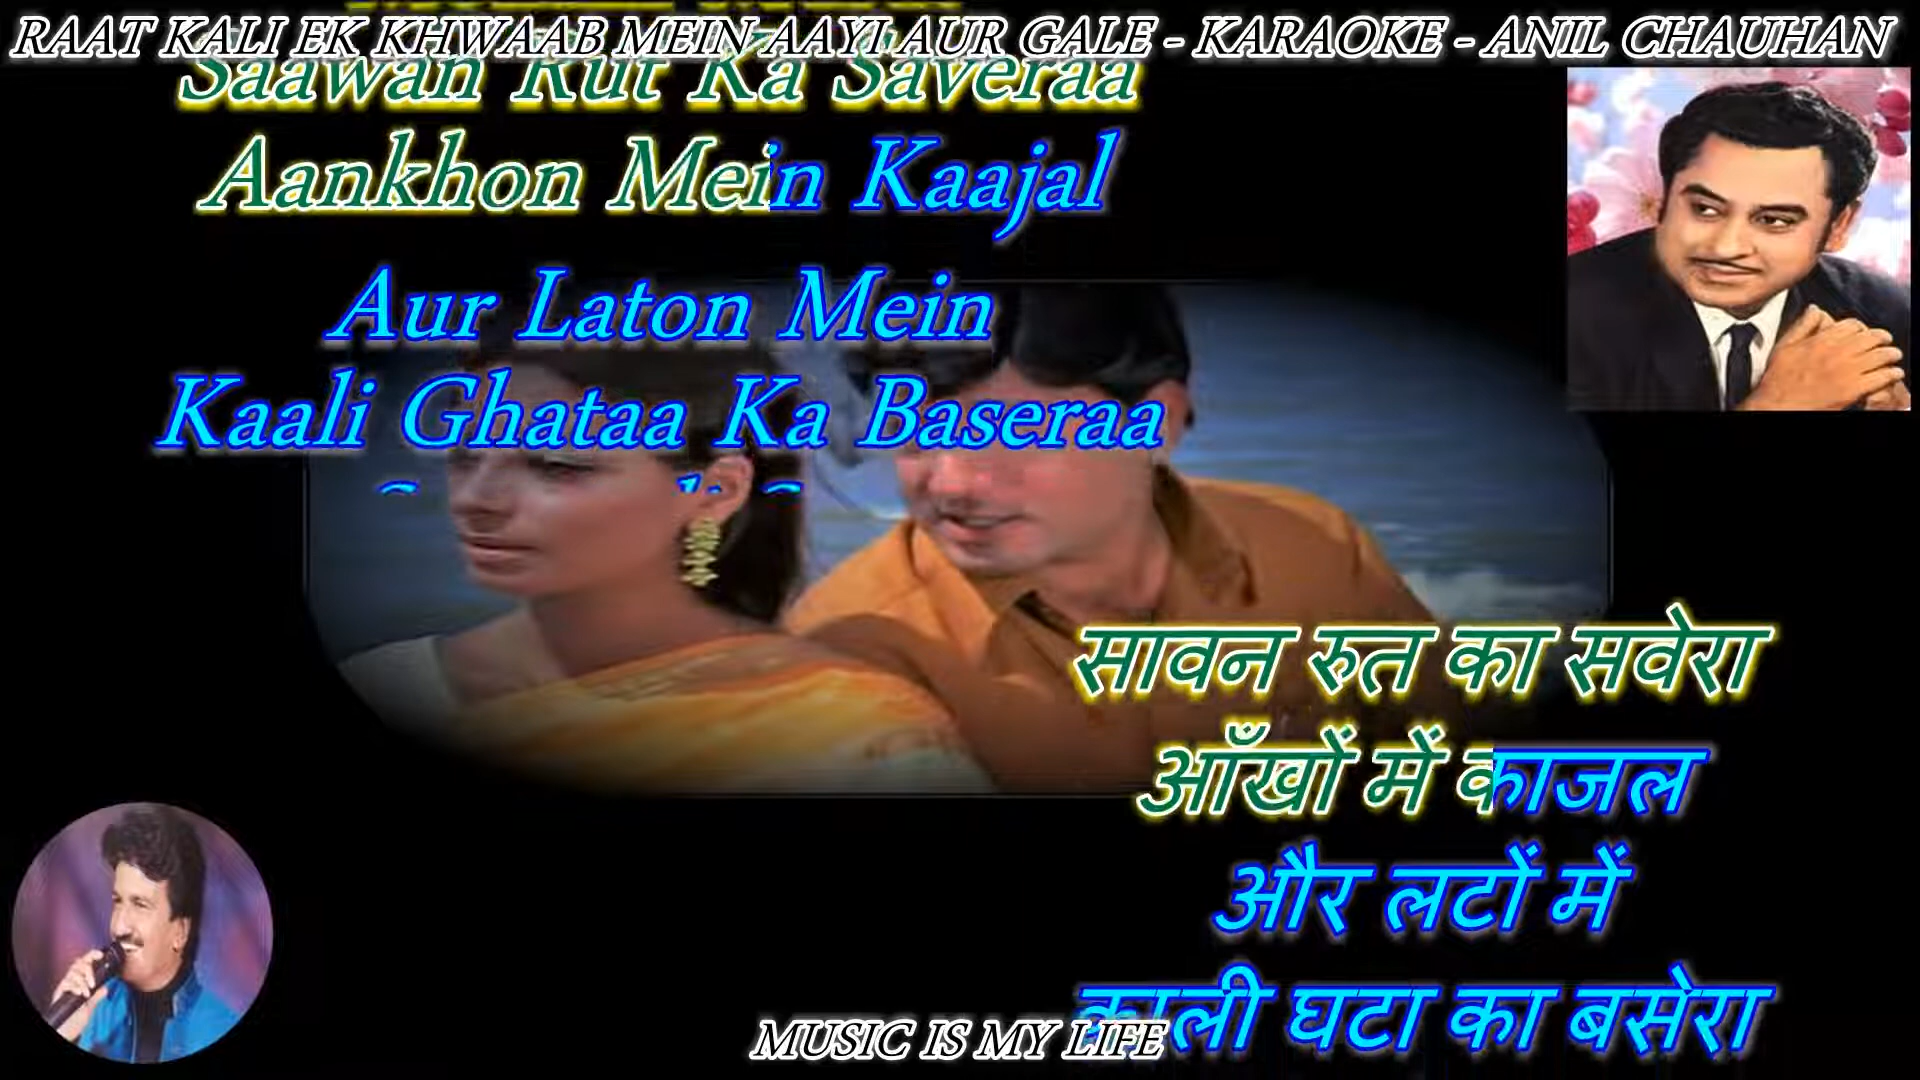 RAAT KALI EK KHWAAB MEIN AAYI AUR GALE - KARAOKE - ANIL CHAUHAN
Saawan Rut Ka Saveraa
Aankhon Mein Kaajal
Aur Laton Mein
Kaali Ghataa Ka Baseraa
सावन रुत का सवेरा
आँखों में काजल
और लटों में
काली घटा का बसेरा
MUSIC IS MY LIFE